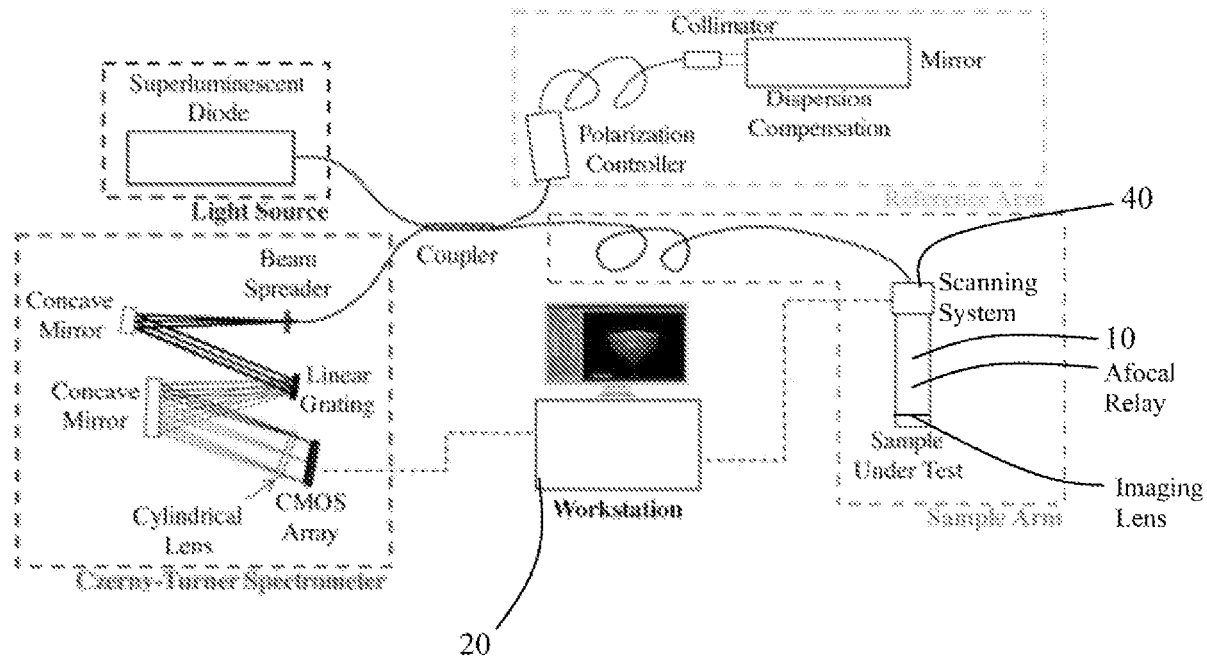 Superluminescent
Diode
Light Source
Collimator
Mirror
Dispersion
Compensation
Polarization
Controller
Reference Arm
40
Coupler
Beam
Spreader
Concave
Mirror
Linear
Grating
Concave
Mirror
Cylindrical
Lens
CMOS
Array
Czerny-Turner Spectrometer
Workstation
20
Scanning
System
10
Afocal
Relay
Sample
Under Test
Imaging
Lens
Sample Arm